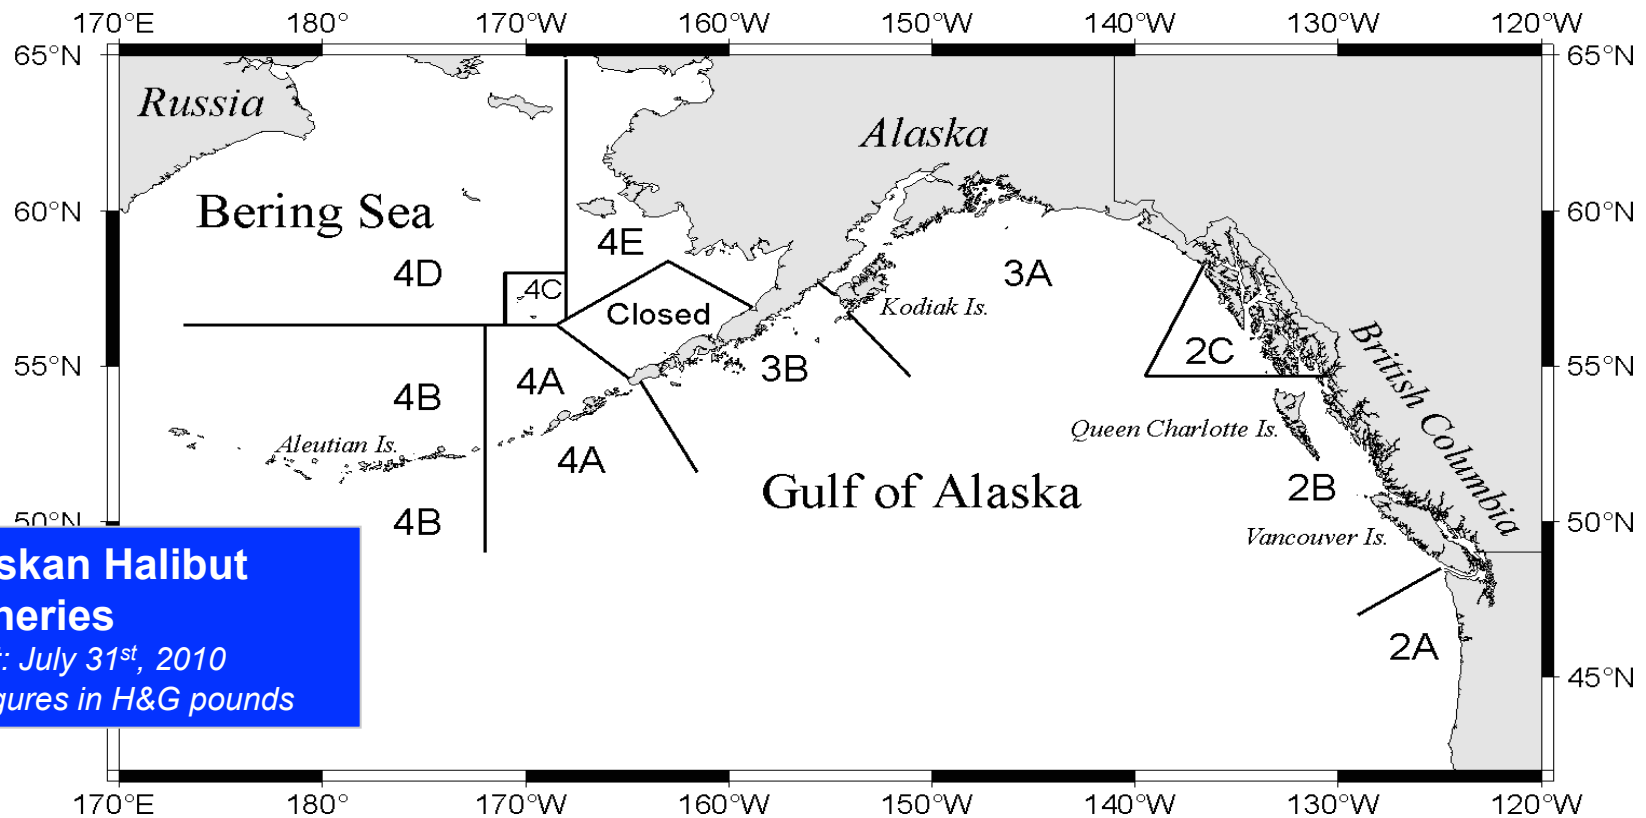 170°E 180° 170°W 160°W 150°W 140°W 130°W 120°W
65°N 65°N
Russia
Alaska
60°N 60°N
Bering Sea
4E
4D 4C 3A
Closed
Kodiak Is.
2C
British Columbia
55°N 55°N
4A 3B
4B
Queen Charlotte Is.
Aleutian Is.
4A
2B
Gulf of Alaska
4B
50°N 50°N
Vancouver Is.
skan Halibut
neries
: July 31st, 2010
gures in H&G pounds
2A
45°N
170°E 180° 170°W 160°W 150°W 140°W 130°W 120°W